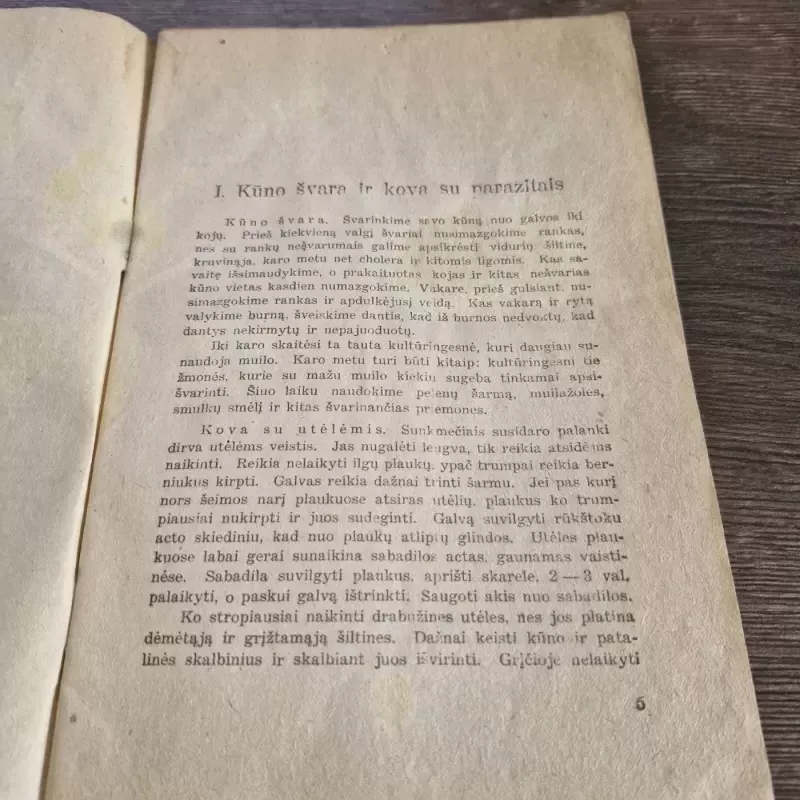 I. Kūno švara ir kova su parazitais
Kūno švara. Švarinkime savo kūną nuo galvos iki
kojų. Prieš kiekvieną valgį švariai nusimazgokime rankas,
nes su rankų nešvarumais galime apsikrėsti vidurių šiltine,
kruvinąja, karo metu net cholera ir kitomis ligomis. Kas sa-
vaitę išsimaudykime, o prakaituotas kojas ir kitas nešvarias
kūno vietas kasdien numazgokime. Vakare, prieš gulsiant, nu-
simazgokime rankas ir apdulkėjusį veidą. Kas vakarą ir rytą
valykime burną, šveiskime dantis, kad iš burnos nedvoktų, kad
dantys nekirmytų ir nepajuoduotų.
Iki karo skaitėsi ta tauta kultūringesnė, kuri daugiau su-
naudoja muilo. Karo metu turi būti kitaip: kultūringesni tie
žmonės, kurie su mažu muilo kiekiu sugeba tinkamai apsi-
švarinti. Šiuo laiku naudokime pelenų šarmą, muilažoles,
smulkų smėlį ir kitas švarinančias priemones.
Kova su utėlėmis. Sunkmečiais susidaro palanki
dirva utėlėms veistis. Jas nugalėti lengva, tik reikia atsidėjus
naikinti. Reikia nelaikyti ilgų plaukų, ypač trumpai reikia ber-
niukus kirpti. Galvas reikia dažnai trinti šarmu. Jei pas kurį
nors šeimos narį plaukuose atsiras utėlių, plaukus ko trum-
piausiai nukirpti ir juos sudeginti. Galvą suvilgyti rūkštoku
acto skiediniu, kad nuo plaukų atliptų glindos. Utėles plau-
kuose labai gerai sunaikina sabadilos actas, gaunamas vaisti-
nėse. Sabadila suvilgyti plaukus, aprišti skarele, 2 — 3 val.
palaikyti, o paskui galvą ištrinkti. Saugoti akis nuo sabadilos.
Ko stropiausiai naikinti drabužines utėles, nes jos platina
dėmėtąją ir grįžtamąją šiltines. Dažnai keisti kūno ir pata-
linės skalbinius ir skalbiant juos išvirinti. Gryčioje nelaikyti
5